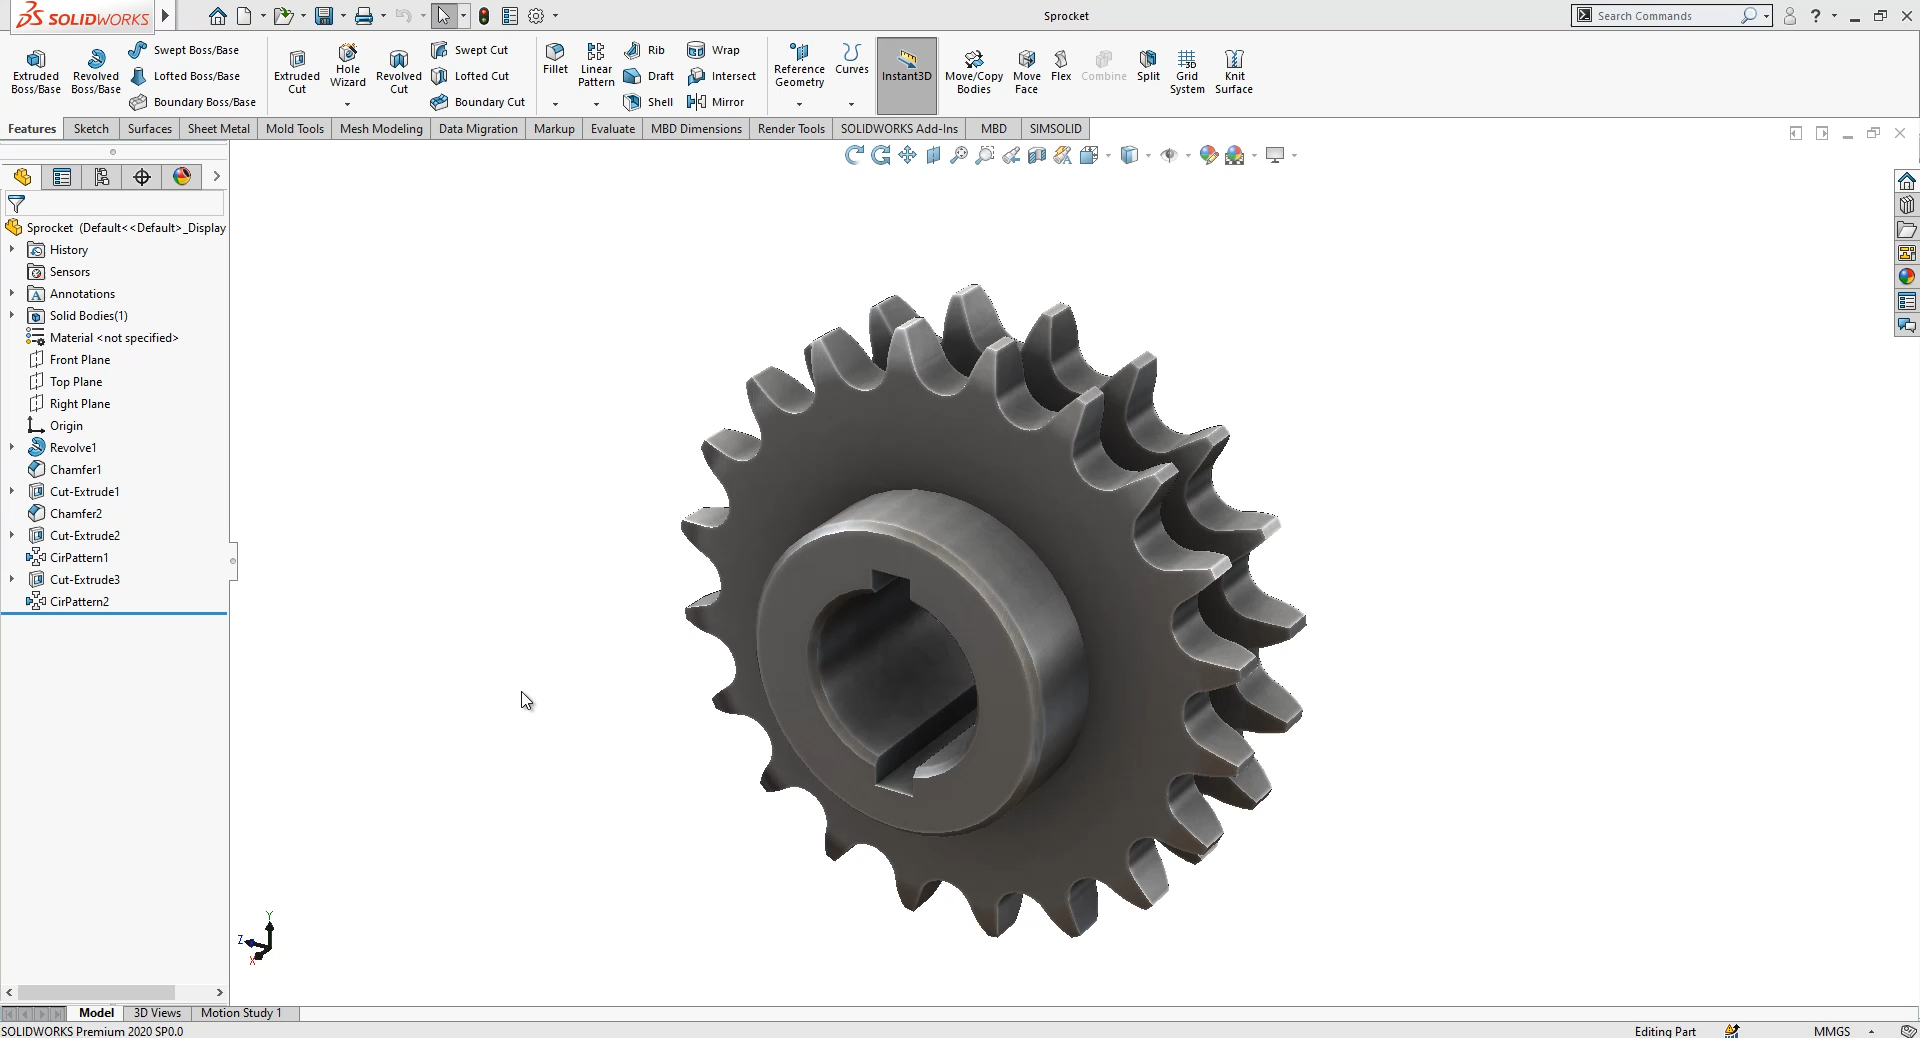 SOLIDWORKS
Sprocket
Search Commands
Extruded Boss/Base
Revolved Boss/Base
Swept Boss/Base
Lofted Boss/Base
Boundary Boss/Base
Extruded Cut
Hole Wizard
Revolved Cut
Swept Cut
Lofted Cut
Boundary Cut
Fillet
Linear Pattern
Rib
Draft
Shell
Wrap
Intersect
Mirror
Reference Geometry
Curves
Instant3D
Move/Copy Bodies
Move Face
Flex
Combine
Split
Grid System
Knit Surface
Features
Sketch
Surfaces
Sheet Metal
Mold Tools
Mesh Modeling
Data Migration
Markup
Evaluate
MBD Dimensions
Render Tools
SOLIDWORKS Add-Ins
MBD
SIMSOLID
Sprocket (Default<<Default>_Display
History
Sensors
Annotations
Solid Bodies(1)
Material <not specified>
Front Plane
Top Plane
Right Plane
Origin
Revolve1
Chamfer1
Cut-Extrude1
Chamfer2
Cut-Extrude2
CirPattern1
Cut-Extrude3
CirPattern2
Y
Z
X
Model
3D Views
Motion Study 1
SOLIDWORKS Premium 2020 SP0.0
Editing Part
MMGS